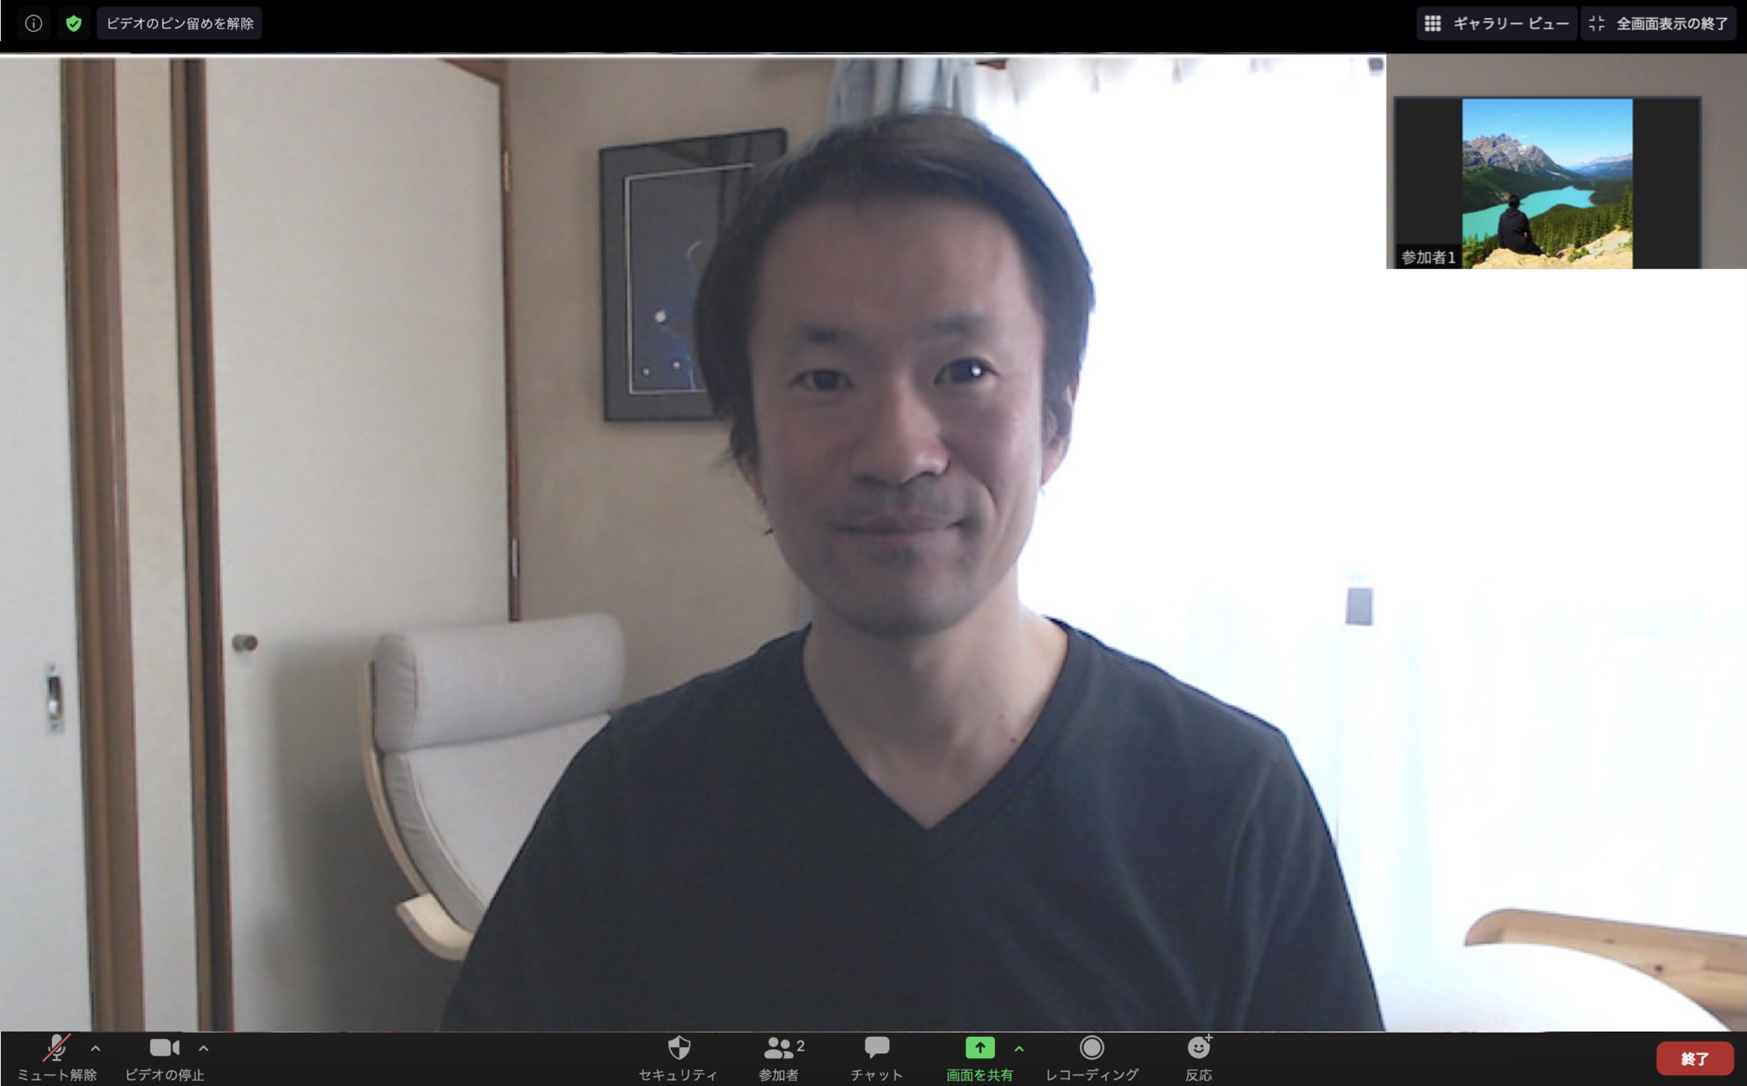 ビデオのピン留めを解除
ギャラリー ビュー
全画面表示の終了
参加者1
ミュート解除
ビデオの停止
セキュリティ
2
参加者
チャット
画面を共有
レコーディング
反応
終了